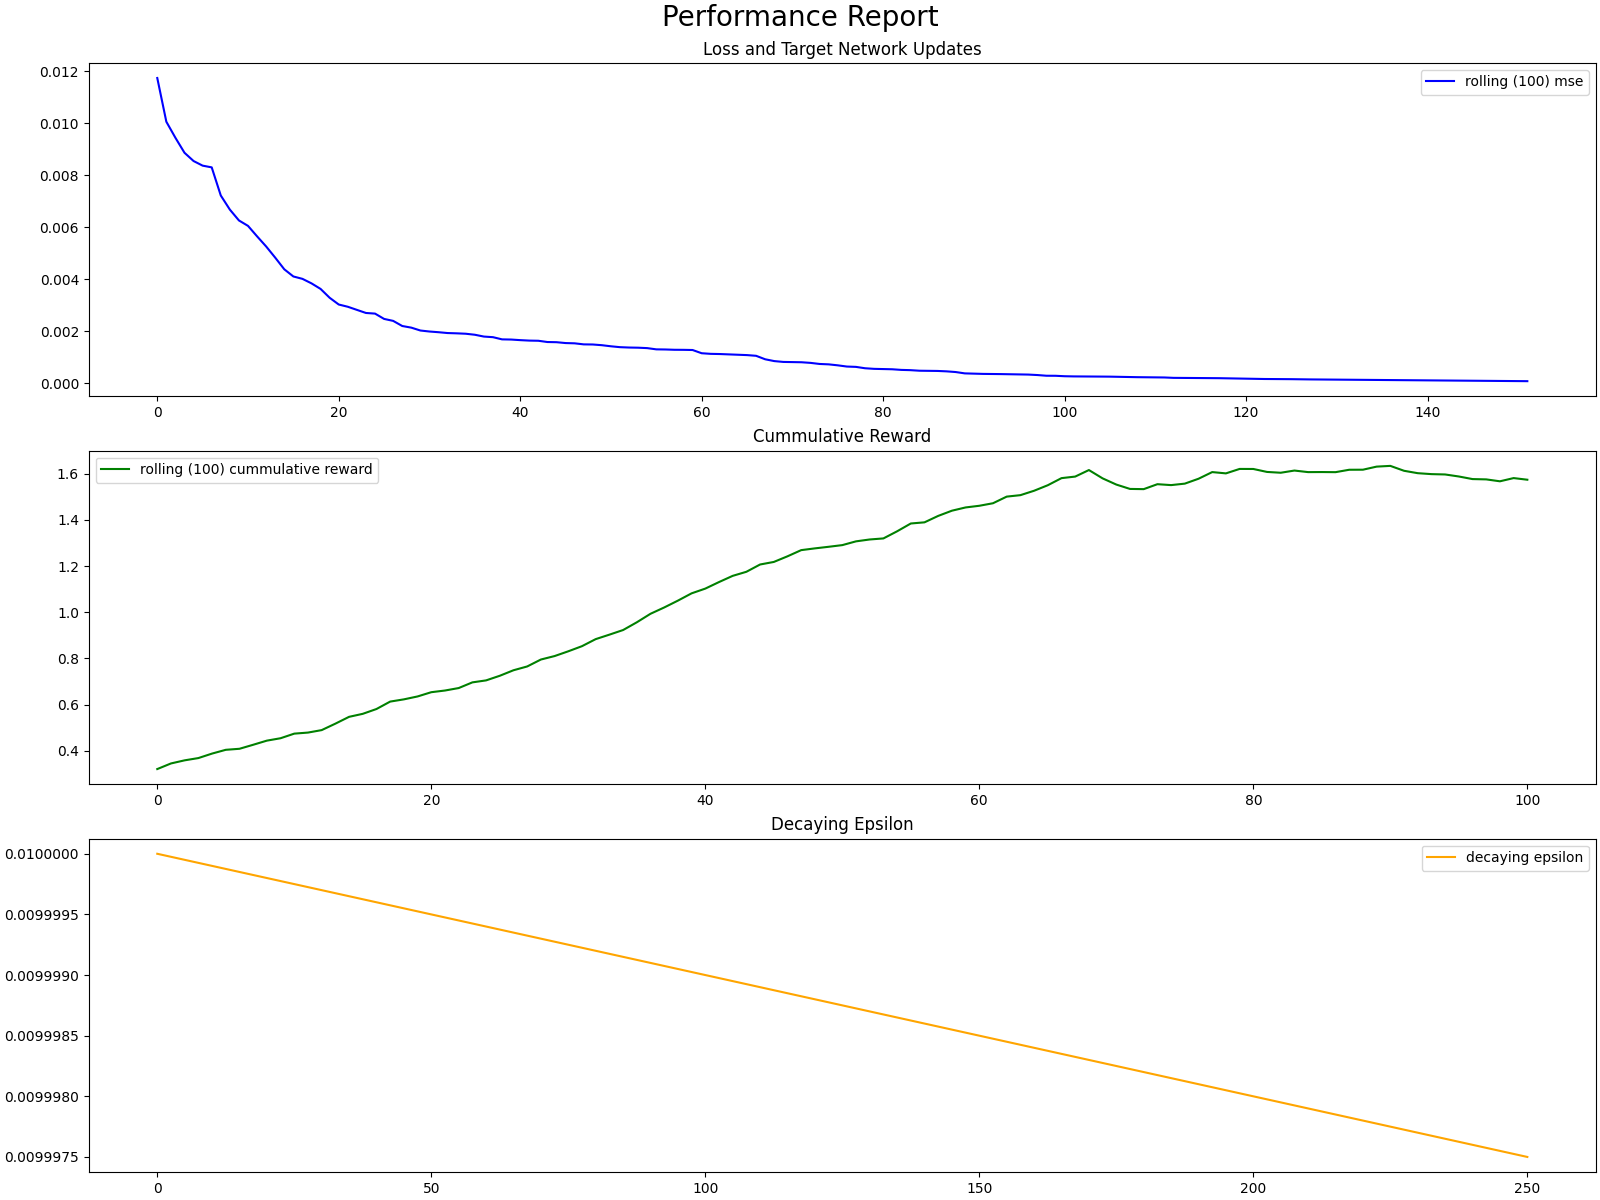 Performance Report
Loss and Target Network Updates
0.012
0.010
0.008
0.006
0.004
0.002
0.000
rolling (100) mse
0 20 40 60 80 100 120 140
Cummulative Reward
1.6
1.4
1.2
1.0
0.8
0.6
0.4
rolling (100) cummulative reward
0 20 40 60 80 100
Decaying Epsilon
0.0100000
0.0099995
0.0099990
0.0099985
0.0099980
0.0099975
decaying epsilon
0 50 100 150 200 250